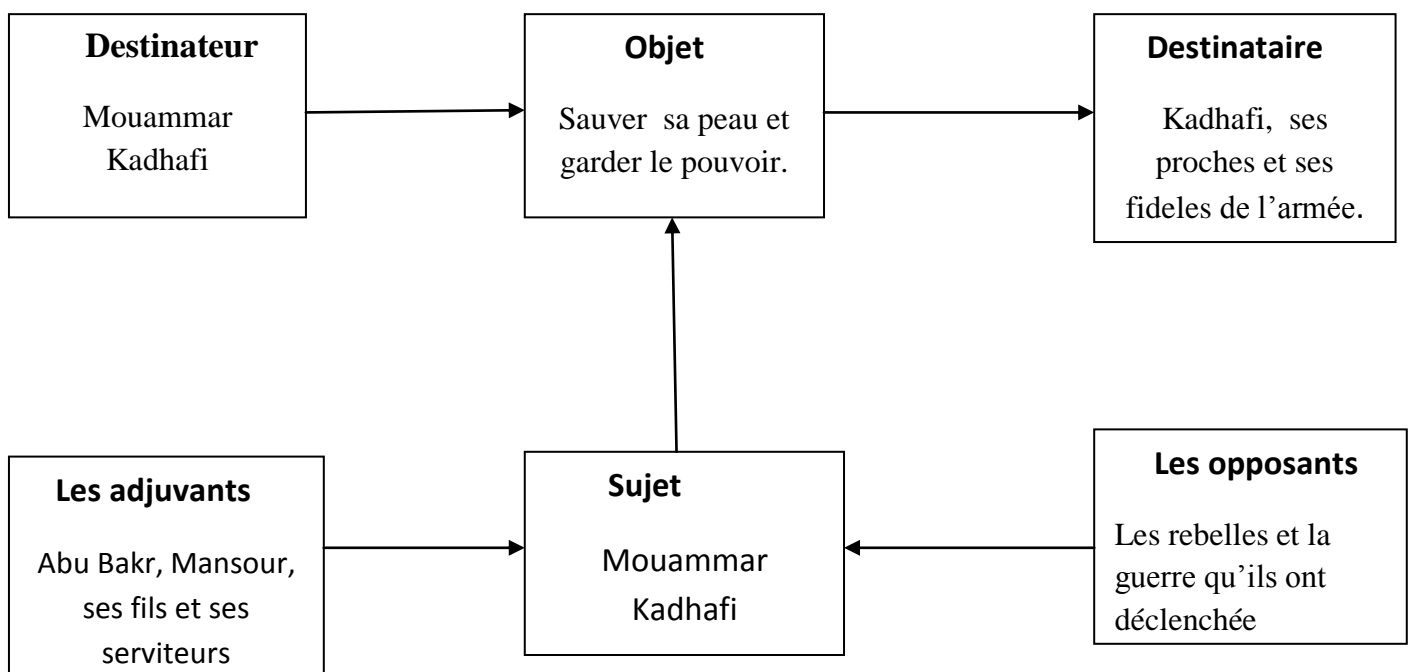 Destinateur
Mouammar
Kadhafi
Objet
Sauver sa peau et
garder le pouvoir.
Destinataire
Kadhafi, ses
proches et ses
fideles de l’armée.
Les adjuvants
Abu Bakr, Mansour,
ses fils et ses
serviteurs
Sujet
Mouammar
Kadhafi
Les opposants
Les rebelles et la
guerre qu’ils ont
déclenchée